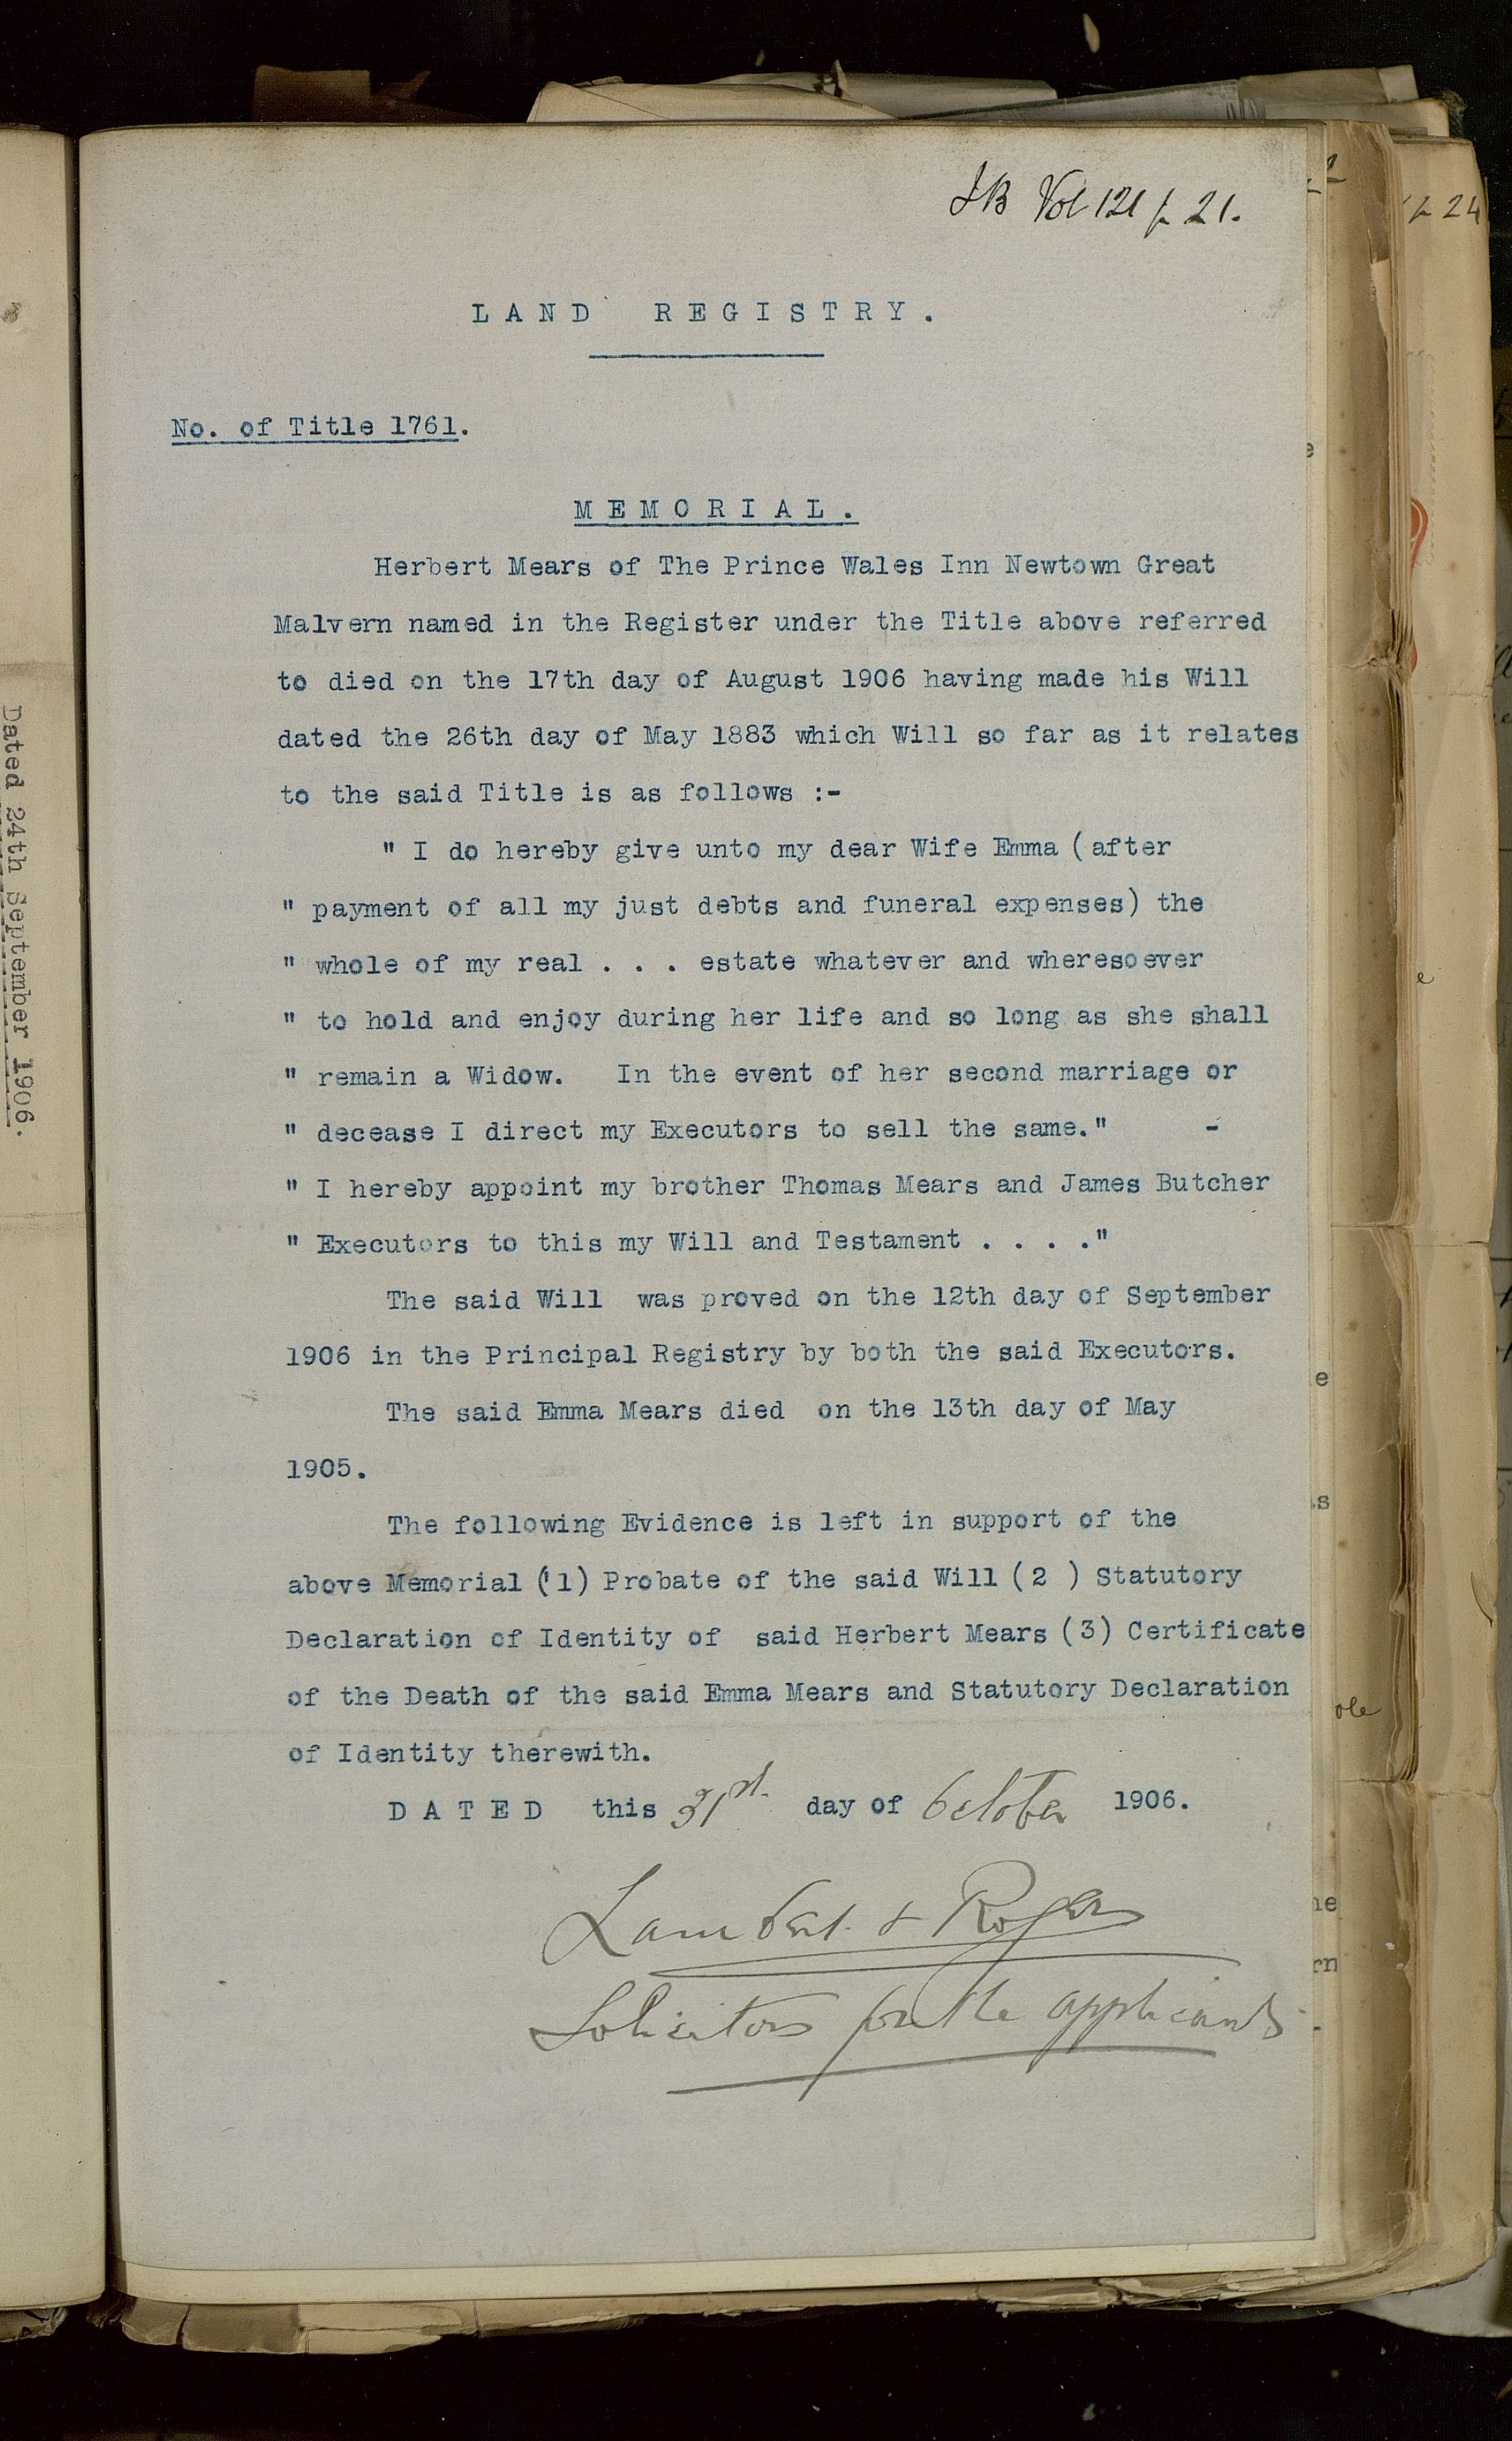 IB Vol 121 f. 21.
LAND REGISTRY.
No. of Title 1761.
MEMORIAL.
Herbert Mears of The Prince Wales Inn Newtown Great
Malvern named in the Register under the Title above referred
to died on the 17th day of August 1906 having made his Will
dated the 26th day of May 1883 which Will so far as it relates
to the said Title is as follows :-
" I do hereby give unto my dear Wife Emma (after
" payment of all my just debts and funeral expenses) the
" whole of my real . . . estate whatever and wheresoever
" to hold and enjoy during her life and so long as she shall
" remain a Widow. In the event of her second marriage or
" decease I direct my Executors to sell the same." -
" I hereby appoint my brother Thomas Mears and James Butcher
" Executors to this my Will and Testament . . . ."
The said Will was proved on the 12th day of September
1906 in the Principal Registry by both the said Executors.
The said Emma Mears died on the 13th day of May
1905.
The following Evidence is left in support of the
above Memorial (1) Probate of the said Will (2 ) Statutory
Declaration of Identity of said Herbert Mears (3) Certificate
of the Death of the said Emma Mears and Statutory Declaration
of Identity therewith.
DATED this 31st day of October 1906.
Lambert & Rogers
Solicitors for the applicants
Dated 24th September 1906.